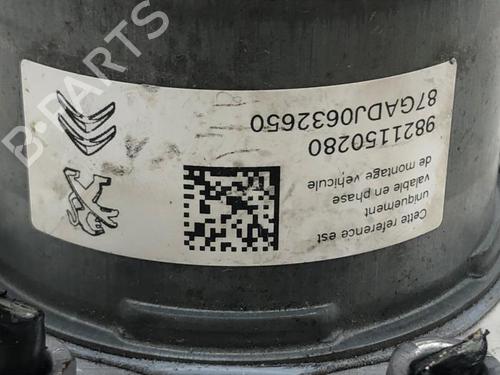 Cette reference est
uniquement
valable en phase
de montage vehicule
9821150280
87GADJ0632650
B-PARTS